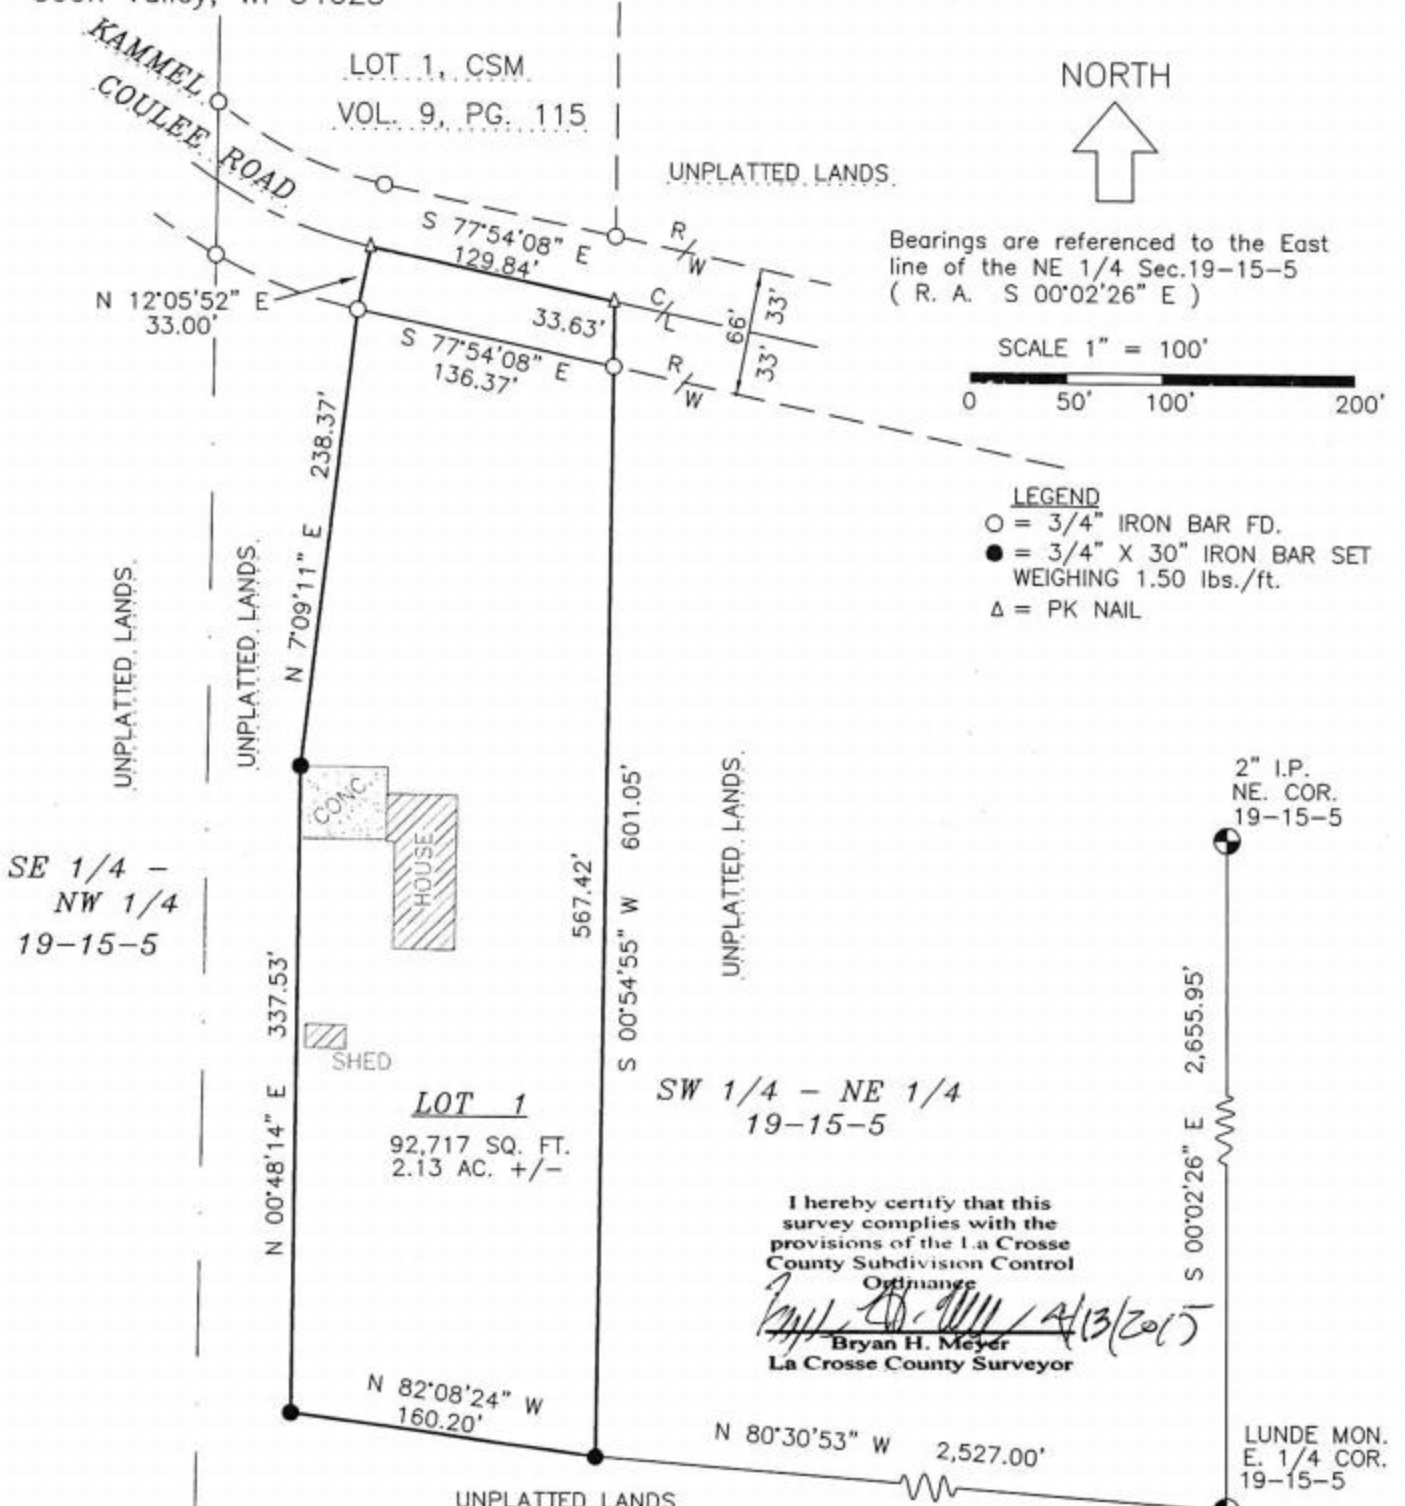 KAMMEL
COULEE ROAD
LOT 1, CSM
VOL. 9, PG. 115
NORTH
UNPLATTED LANDS
S 77°54'08" E
129.84'
R/W
Bearings are referenced to the East
line of the NE 1/4 Sec.19-15-5
( R. A. S 00°02'26" E )
N 12°05'52" E
33.00'
33.63'
C/L
66'
33'
33'
S 77°54'08" E
136.37'
R/W
SCALE 1" = 100'
0 50' 100' 200'
LEGEND
○ = 3/4" IRON BAR FD.
● = 3/4" X 30" IRON BAR SET
WEIGHING 1.50 lbs./ft.
Δ = PK NAIL
N 7°09'11" E 238.37'
UNPLATTED LANDS
UNPLATTED LANDS
CONC.
HOUSE
567.42'
S 00°54'55" W 601.05'
UNPLATTED LANDS
2" I.P.
NE. COR.
19-15-5
SE 1/4 -
NW 1/4
19-15-5
N 00°48'14" E 337.53'
SHED
LOT 1
92,717 SQ. FT.
2.13 AC. +/-
SW 1/4 - NE 1/4
19-15-5
S 00°02'26" E 2,655.95'
I hereby certify that this
survey complies with the
provisions of the La Crosse
County Subdivision Control
Ordinance
4/13/2015
Bryan H. Meyer
La Crosse County Surveyor
N 82°08'24" W
160.20'
N 80°30'53" W 2,527.00'
LUNDE MON.
E. 1/4 COR.
19-15-5
UNPLATTED LANDS